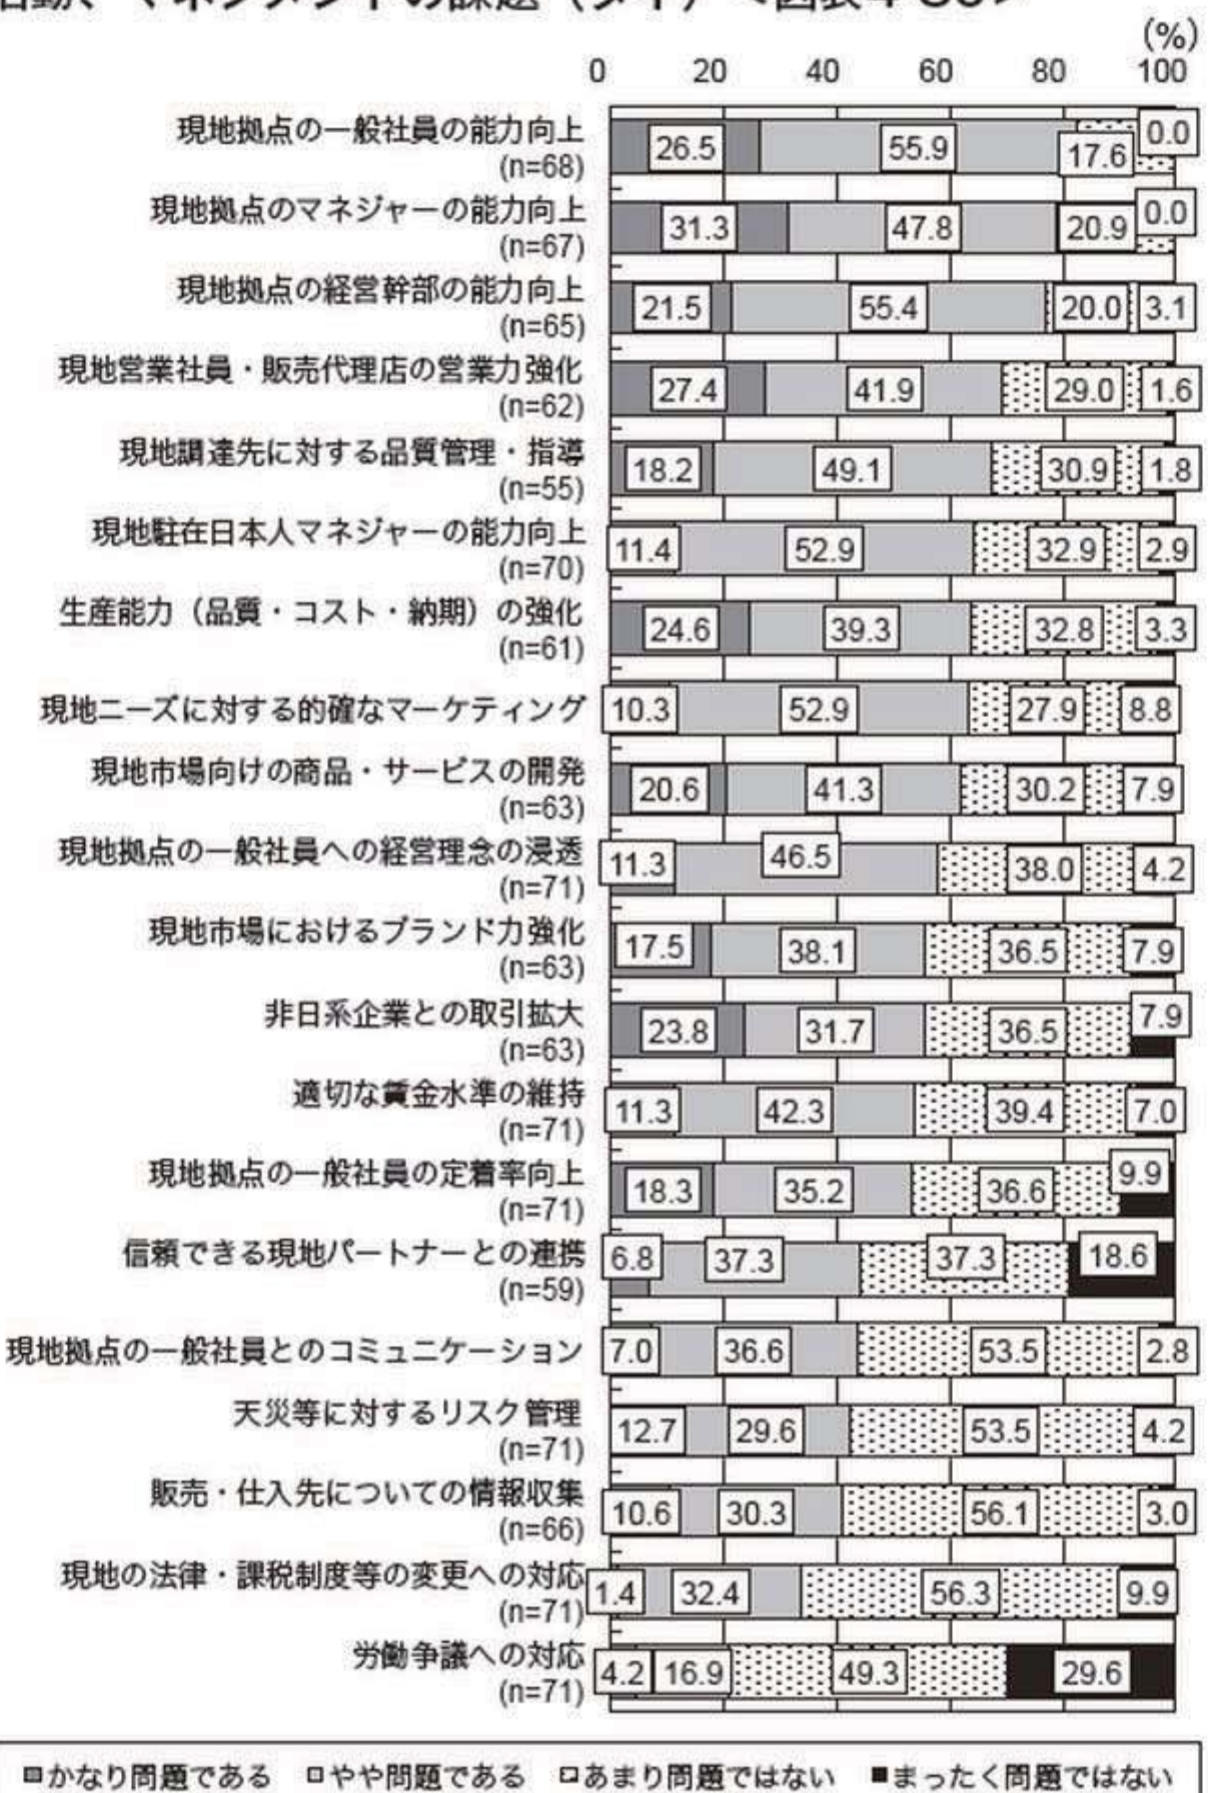 (%)
0 20 40 60 80 100
現地拠点の一般社員の能力向上
(n=68)
26.5 55.9 17.6 0.0
現地拠点のマネジャーの能力向上
(n=67)
31.3 47.8 20.9 0.0
現地拠点の経営幹部の能力向上
(n=65)
21.5 55.4 20.0 3.1
現地営業社員・販売代理店の営業力強化
(n=62)
27.4 41.9 29.0 1.6
現地調達先に対する品質管理・指導
(n=55)
18.2 49.1 30.9 1.8
現地駐在日本人マネジャーの能力向上
(n=70)
11.4 52.9 32.9 2.9
生産能力（品質・コスト・納期）の強化
(n=61)
24.6 39.3 32.8 3.3
現地ニーズに対する的確なマーケティング
10.3 52.9 27.9 8.8
現地市場向けの商品・サービスの開発
(n=63)
20.6 41.3 30.2 7.9
現地拠点の一般社員への経営理念の浸透
(n=71)
11.3 46.5 38.0 4.2
現地市場におけるブランド力強化
(n=63)
17.5 38.1 36.5 7.9
非日系企業との取引拡大
(n=63)
23.8 31.7 36.5 7.9
適切な賃金水準の維持
(n=71)
11.3 42.3 39.4 7.0
現地拠点の一般社員の定着率向上
(n=71)
18.3 35.2 36.6 9.9
信頼できる現地パートナーとの連携
(n=59)
6.8 37.3 37.3 18.6
現地拠点の一般社員とのコミュニケーション
7.0 36.6 53.5 2.8
天災等に対するリスク管理
(n=71)
12.7 29.6 53.5 4.2
販売・仕入先についての情報収集
(n=66)
10.6 30.3 56.1 3.0
現地の法律・課税制度等の変更への対応
(n=71)
1.4 32.4 56.3 9.9
労働争議への対応
(n=71)
4.2 16.9 49.3 29.6
かなり問題である やや問題である あまり問題ではない まったく問題ではない